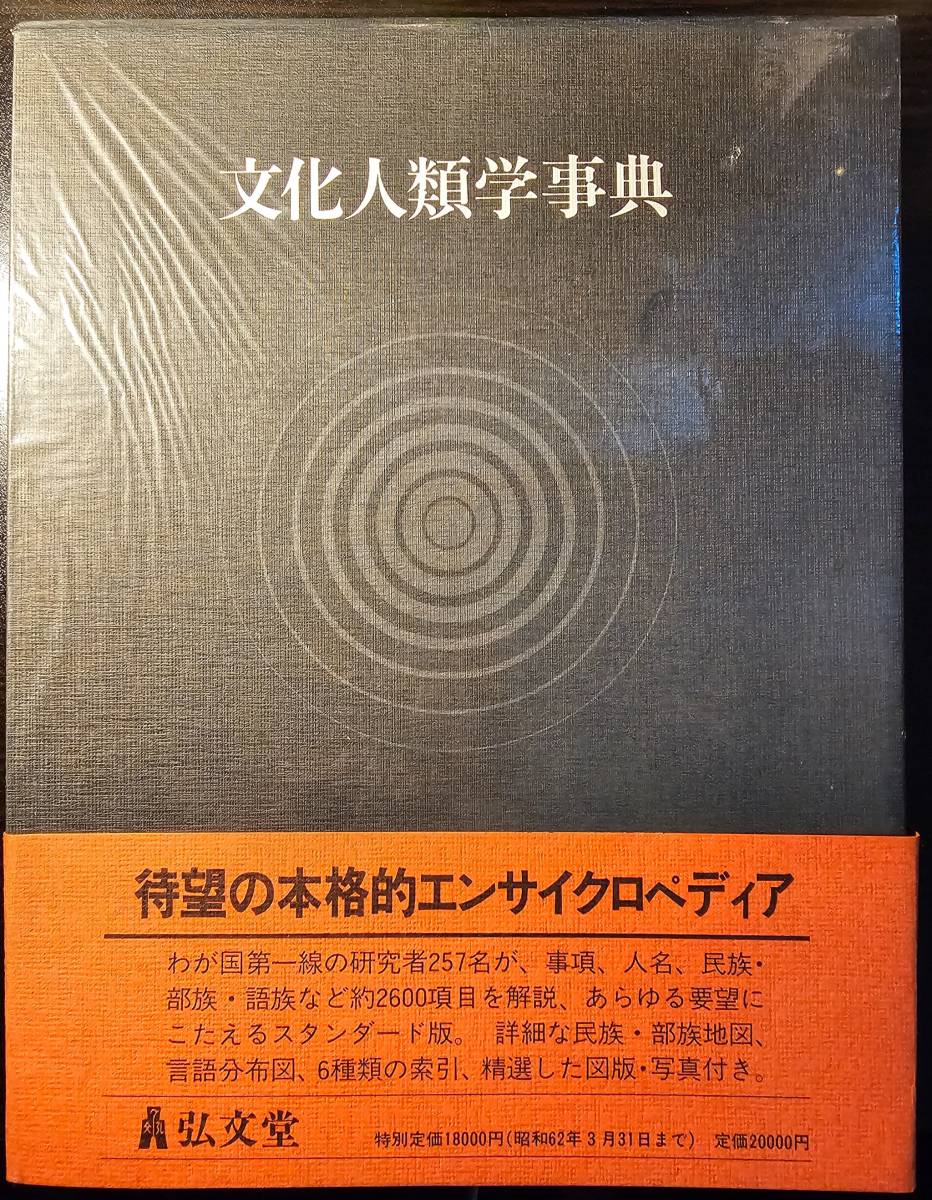 文化人類学事典
待望の本格的エンサイクロペディア
わが国第一線の研究者257名が、事項、人名、民族・
部族・語族など約2600項目を解説、あらゆる要望に
こたえるスタンダード版。 詳細な民族・部族地図、
言語分布図、6種類の索引、精選した図版・写真付き。
弘文堂
特別定価18000円(昭和62年3月31日まで) 定価20000円